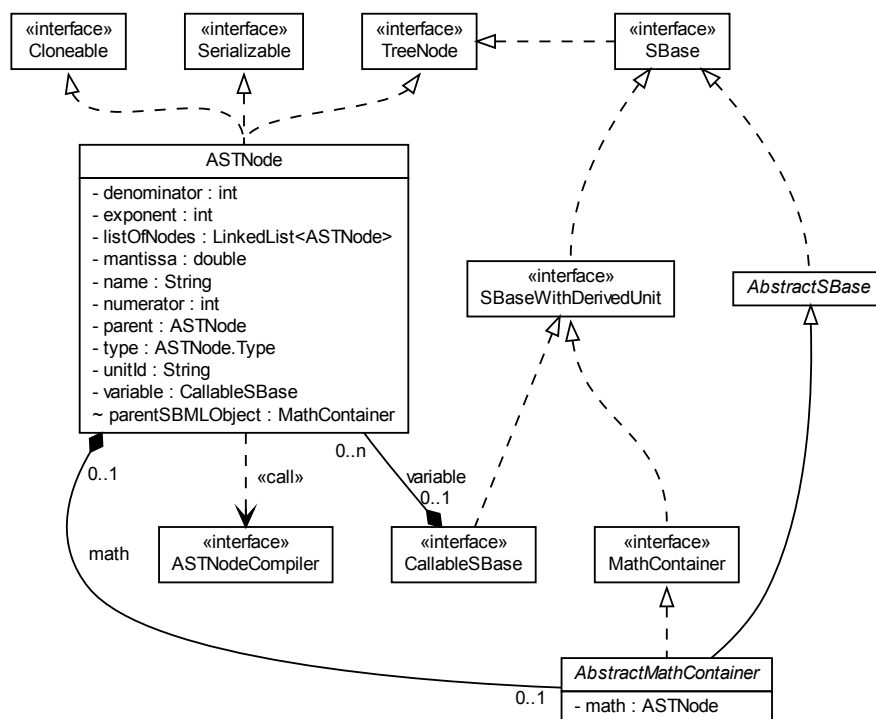 «interface»
Cloneable
«interface»
Serializable
«interface»
TreeNode
«interface»
SBase
ASTNode
- denominator : int
- exponent : int
- listOfNodes : LinkedList<ASTNode>
- mantissa : double
- name : String
- numerator : int
- parent : ASTNode
- type : ASTNode.Type
- unitId : String
- variable : CallableSBase
~ parentSBMLObject : MathContainer
«interface»
SBaseWithDerivedUnit
AbstractSBase
0..1
«call»
0..n
variable
0..1
math
«interface»
ASTNodeCompiler
«interface»
CallableSBase
«interface»
MathContainer
0..1
AbstractMathContainer
- math : ASTNode